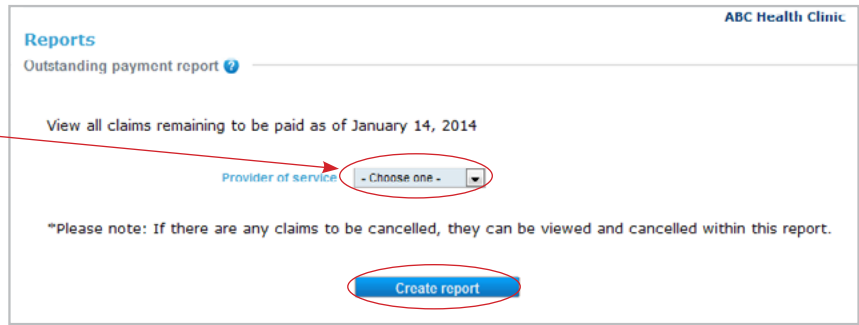 ABC Health Clinic
Reports
Outstanding payment report ?
View all claims remaining to be paid as of January 14, 2014
Provider of service - Choose one -
*Please note: If there are any claims to be cancelled, they can be viewed and cancelled within this report.
Create report